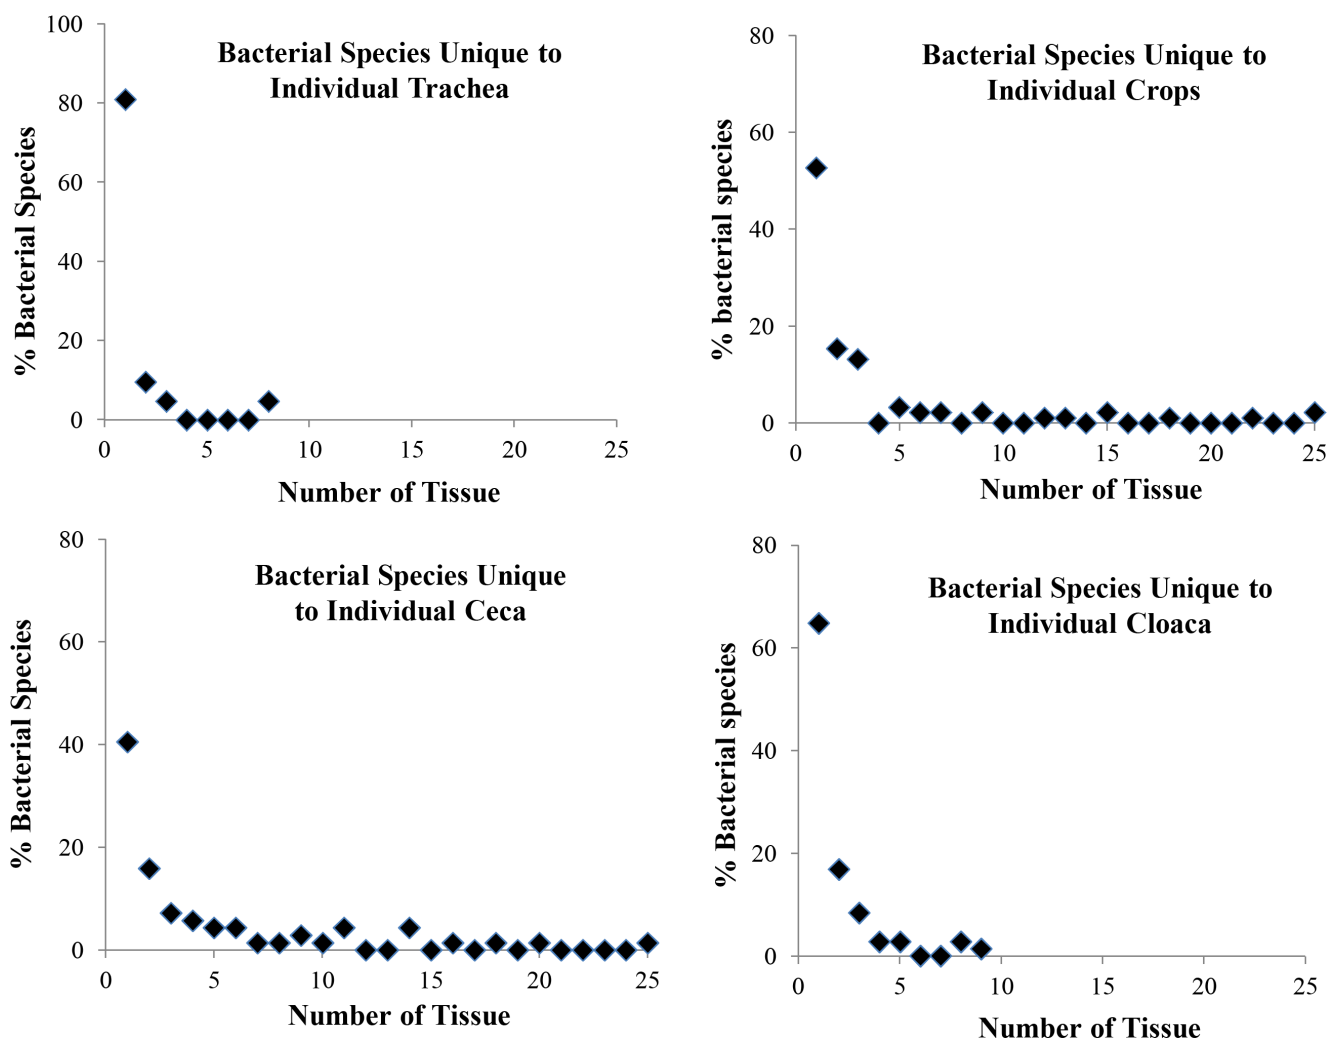 Bacterial Species Unique to
Individual Trachea
% Bacterial Species
100
80
60
40
20
0
0 5 10 15 20 25
Number of Tissue
Bacterial Species Unique to
Individual Crops
% bacterial species
80
60
40
20
0
0 5 10 15 20 25
Number of Tissue
Bacterial Species Unique
to Individual Ceca
% Bacterial Species
80
60
40
20
0
0 5 10 15 20 25
Number of Tissue
Bacterial Species Unique to
Individual Cloaca
% Bacterial species
80
60
40
20
0
0 5 10 15 20 25
Number of Tissue